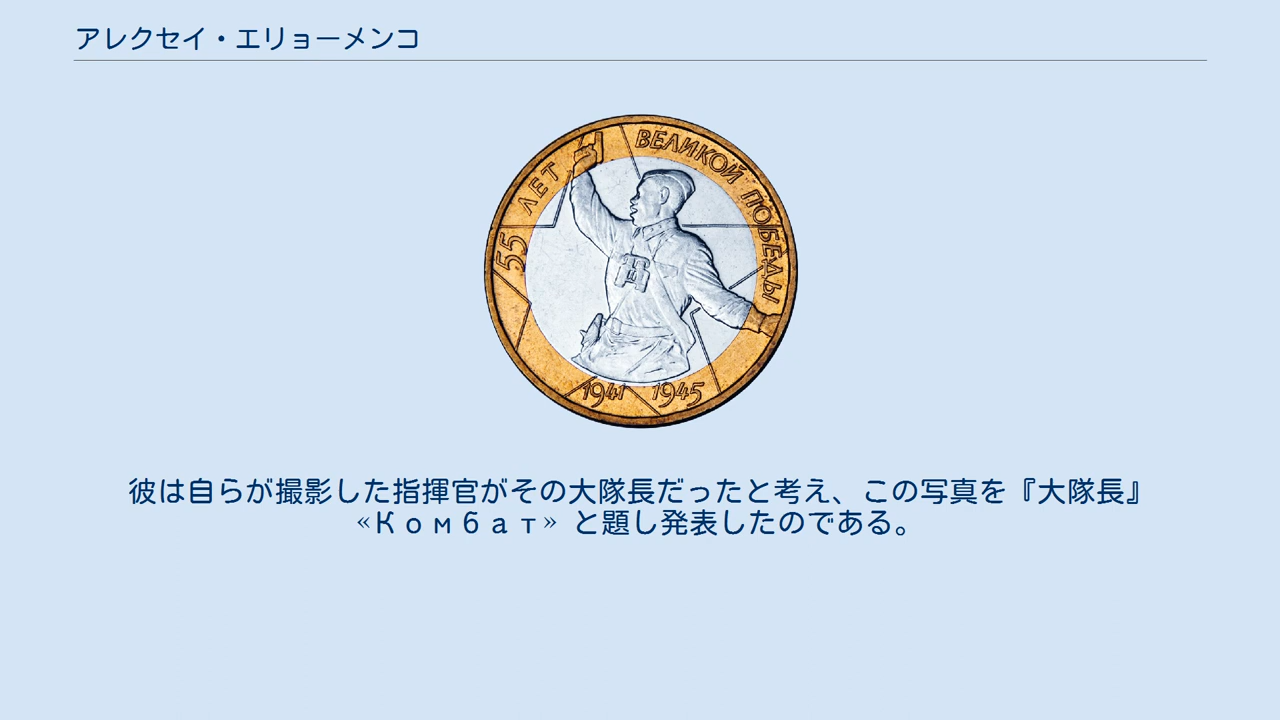 アレクセイ・エリョーメンコ
55 ЛЕТ ВЕЛИКОЙ ПОБЕДЫ
1941 1945
彼は自らが撮影した指揮官がその大隊長だったと考え、この写真を『大隊長』
«Комбат» と題し発表したのである。